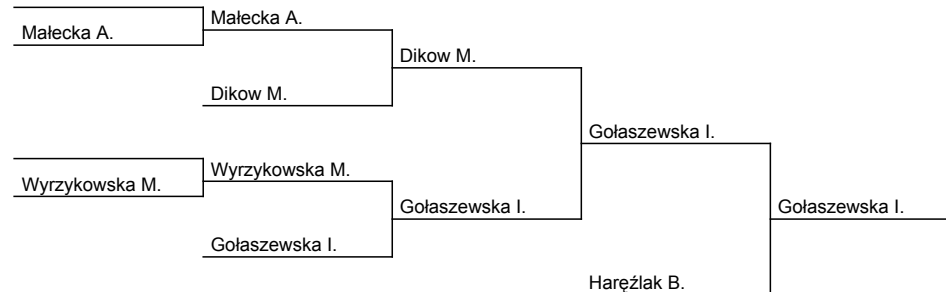 Małecka A.
Małecka A.
Dikow M.
Dikow M.
Gołaszewska I.
Wyrzykowska M.
Wyrzykowska M.
Gołaszewska I.
Gołaszewska I.
Gołaszewska I.
Haręźlak B.